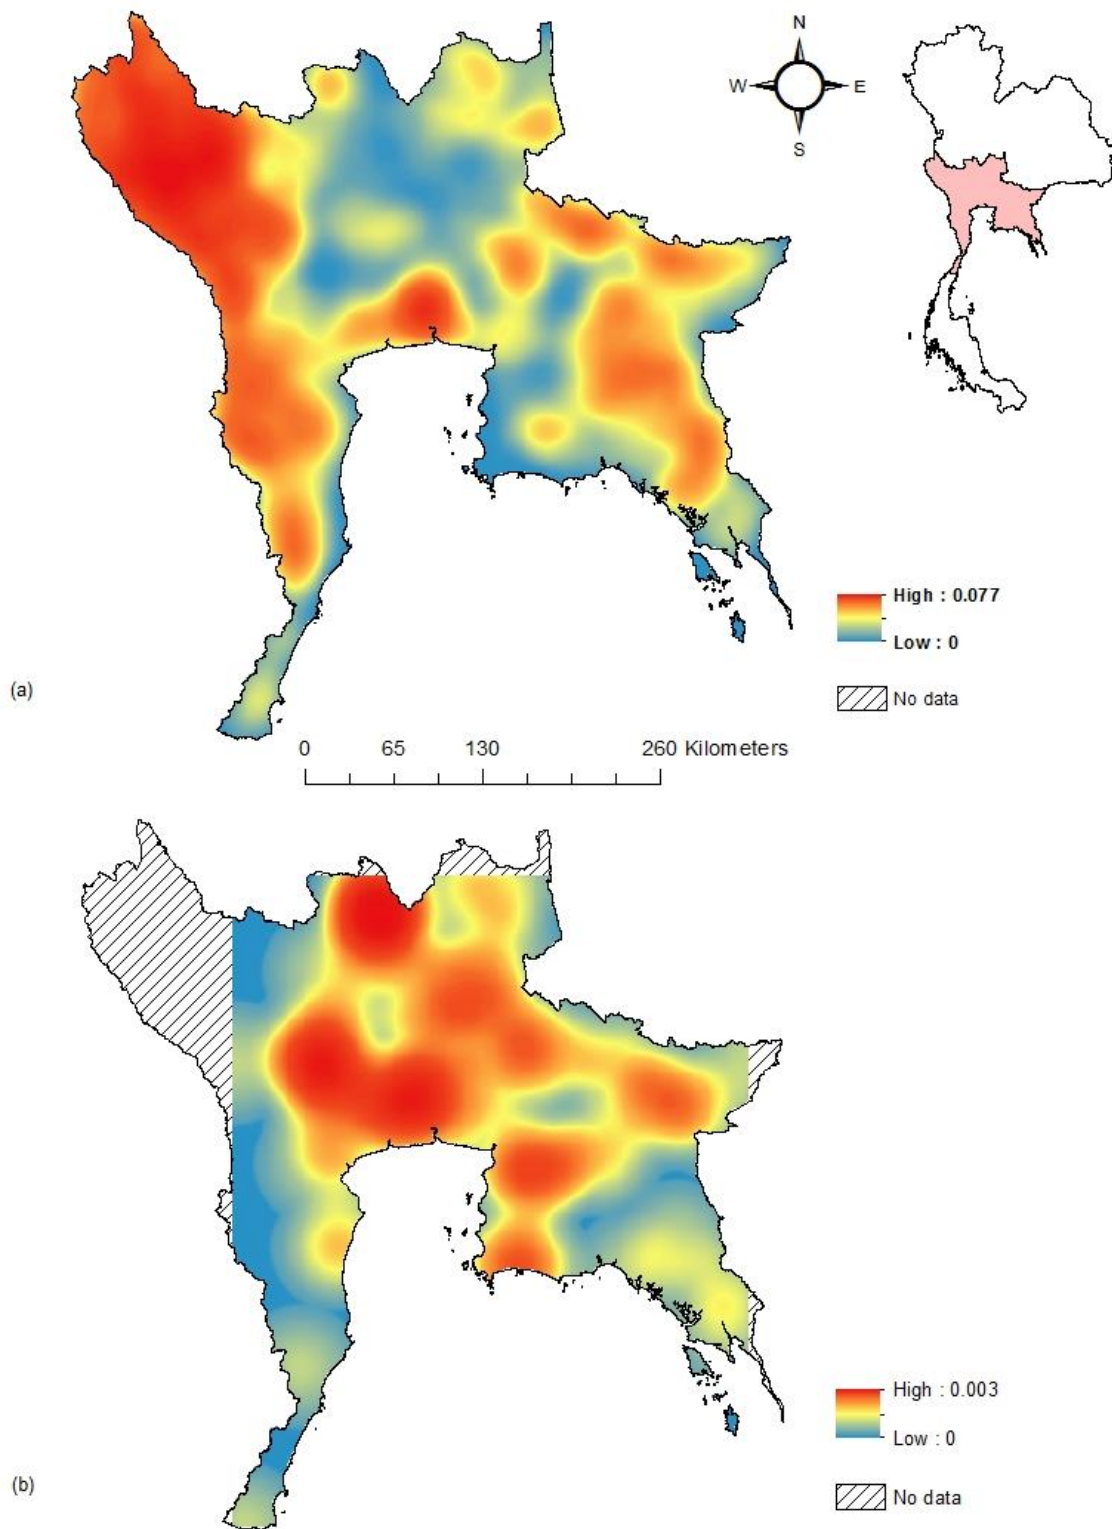 N
W E
S
High : 0.077
Low : 0
(a)
No data
0 65 130 260 Kilometers
High : 0.003
Low : 0
(b)
No data